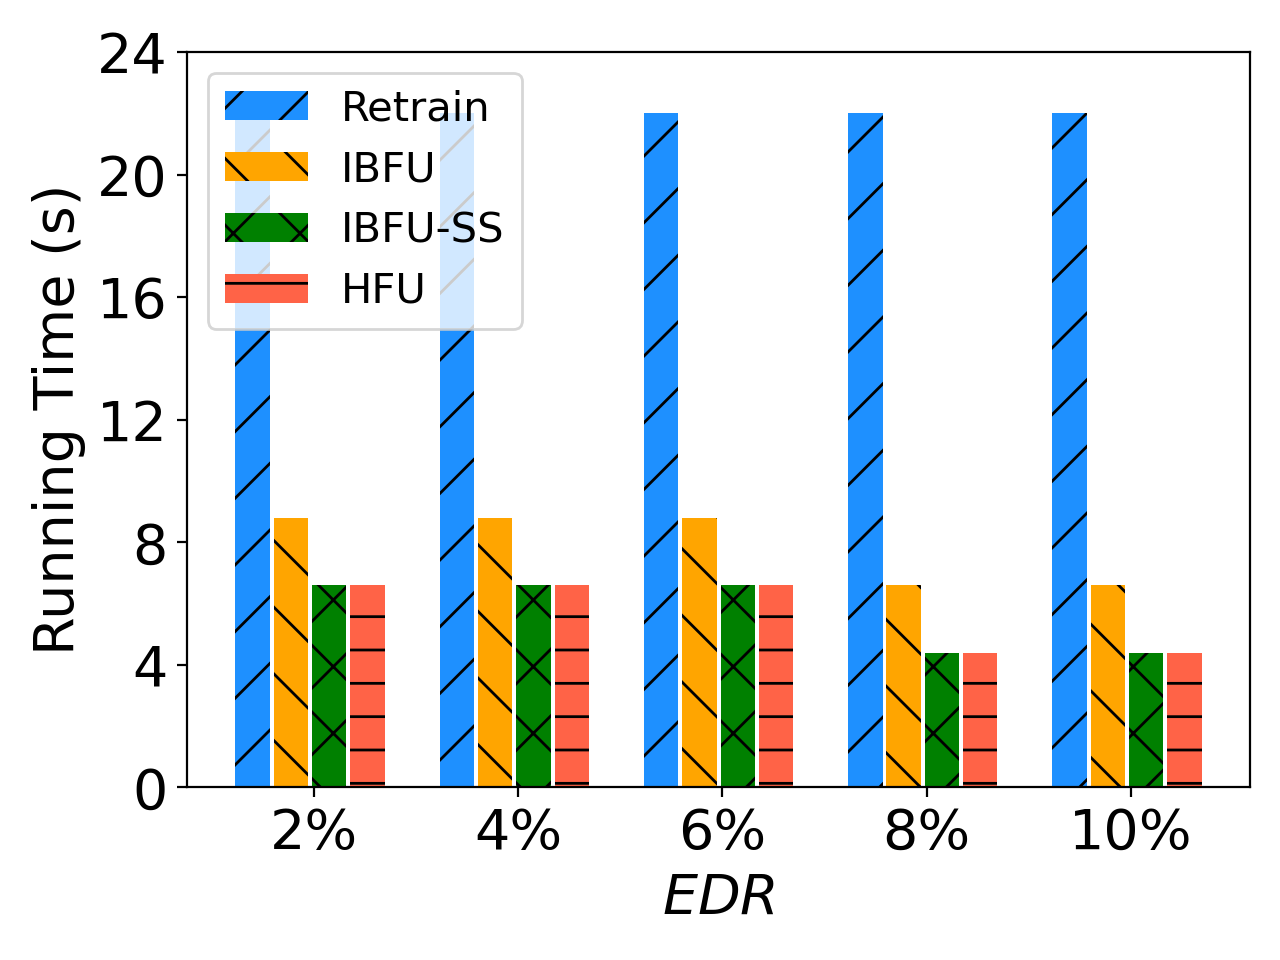 Running Time (s)
24
20
16
12
8
4
0
Retrain
IBFU
IBFU-SS
HFU
2% 4% 6% 8% 10%
EDR